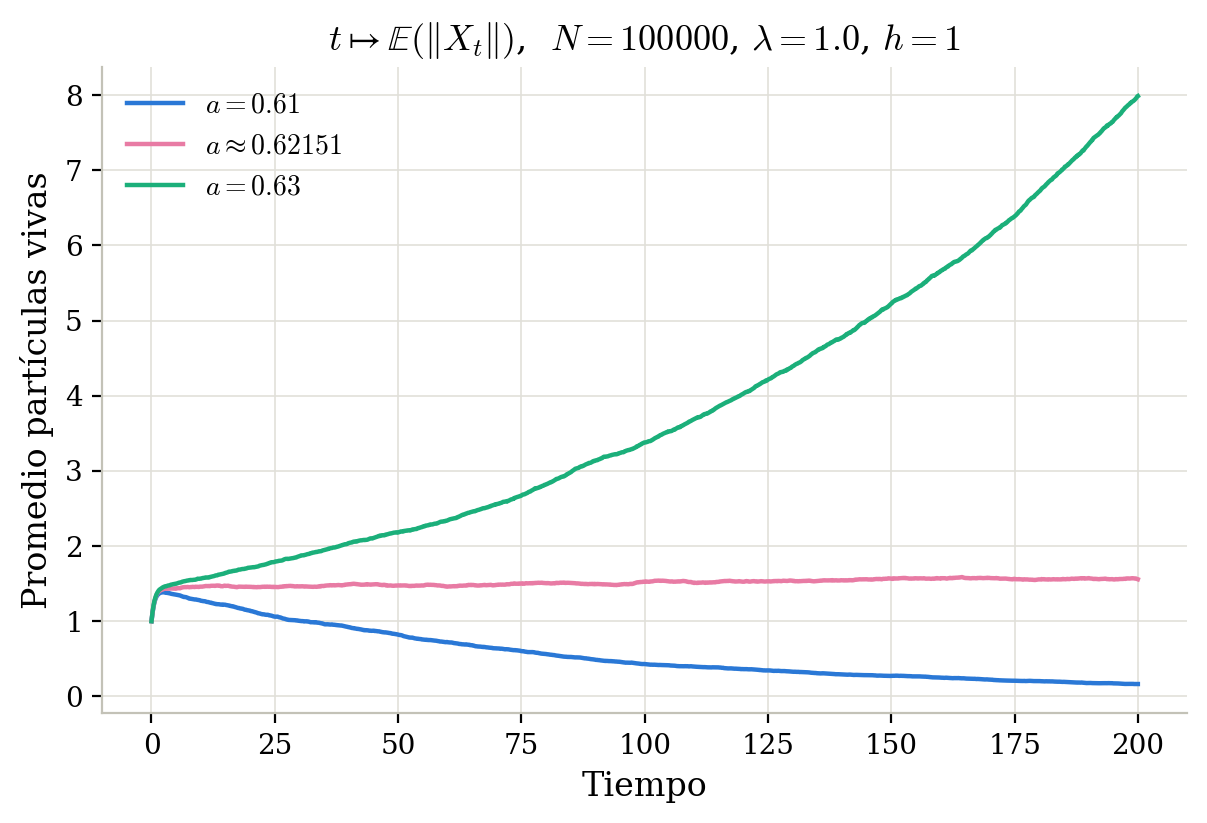 t ↦ 𝔼(‖X_t‖),  N = 100000, λ = 1.0, h = 1
a = 0.61
a ≈ 0.62151
a = 0.63
Promedio partículas vivas
8
7
6
5
4
3
2
1
0
0 25 50 75 100 125 150 175 200
Tiempo